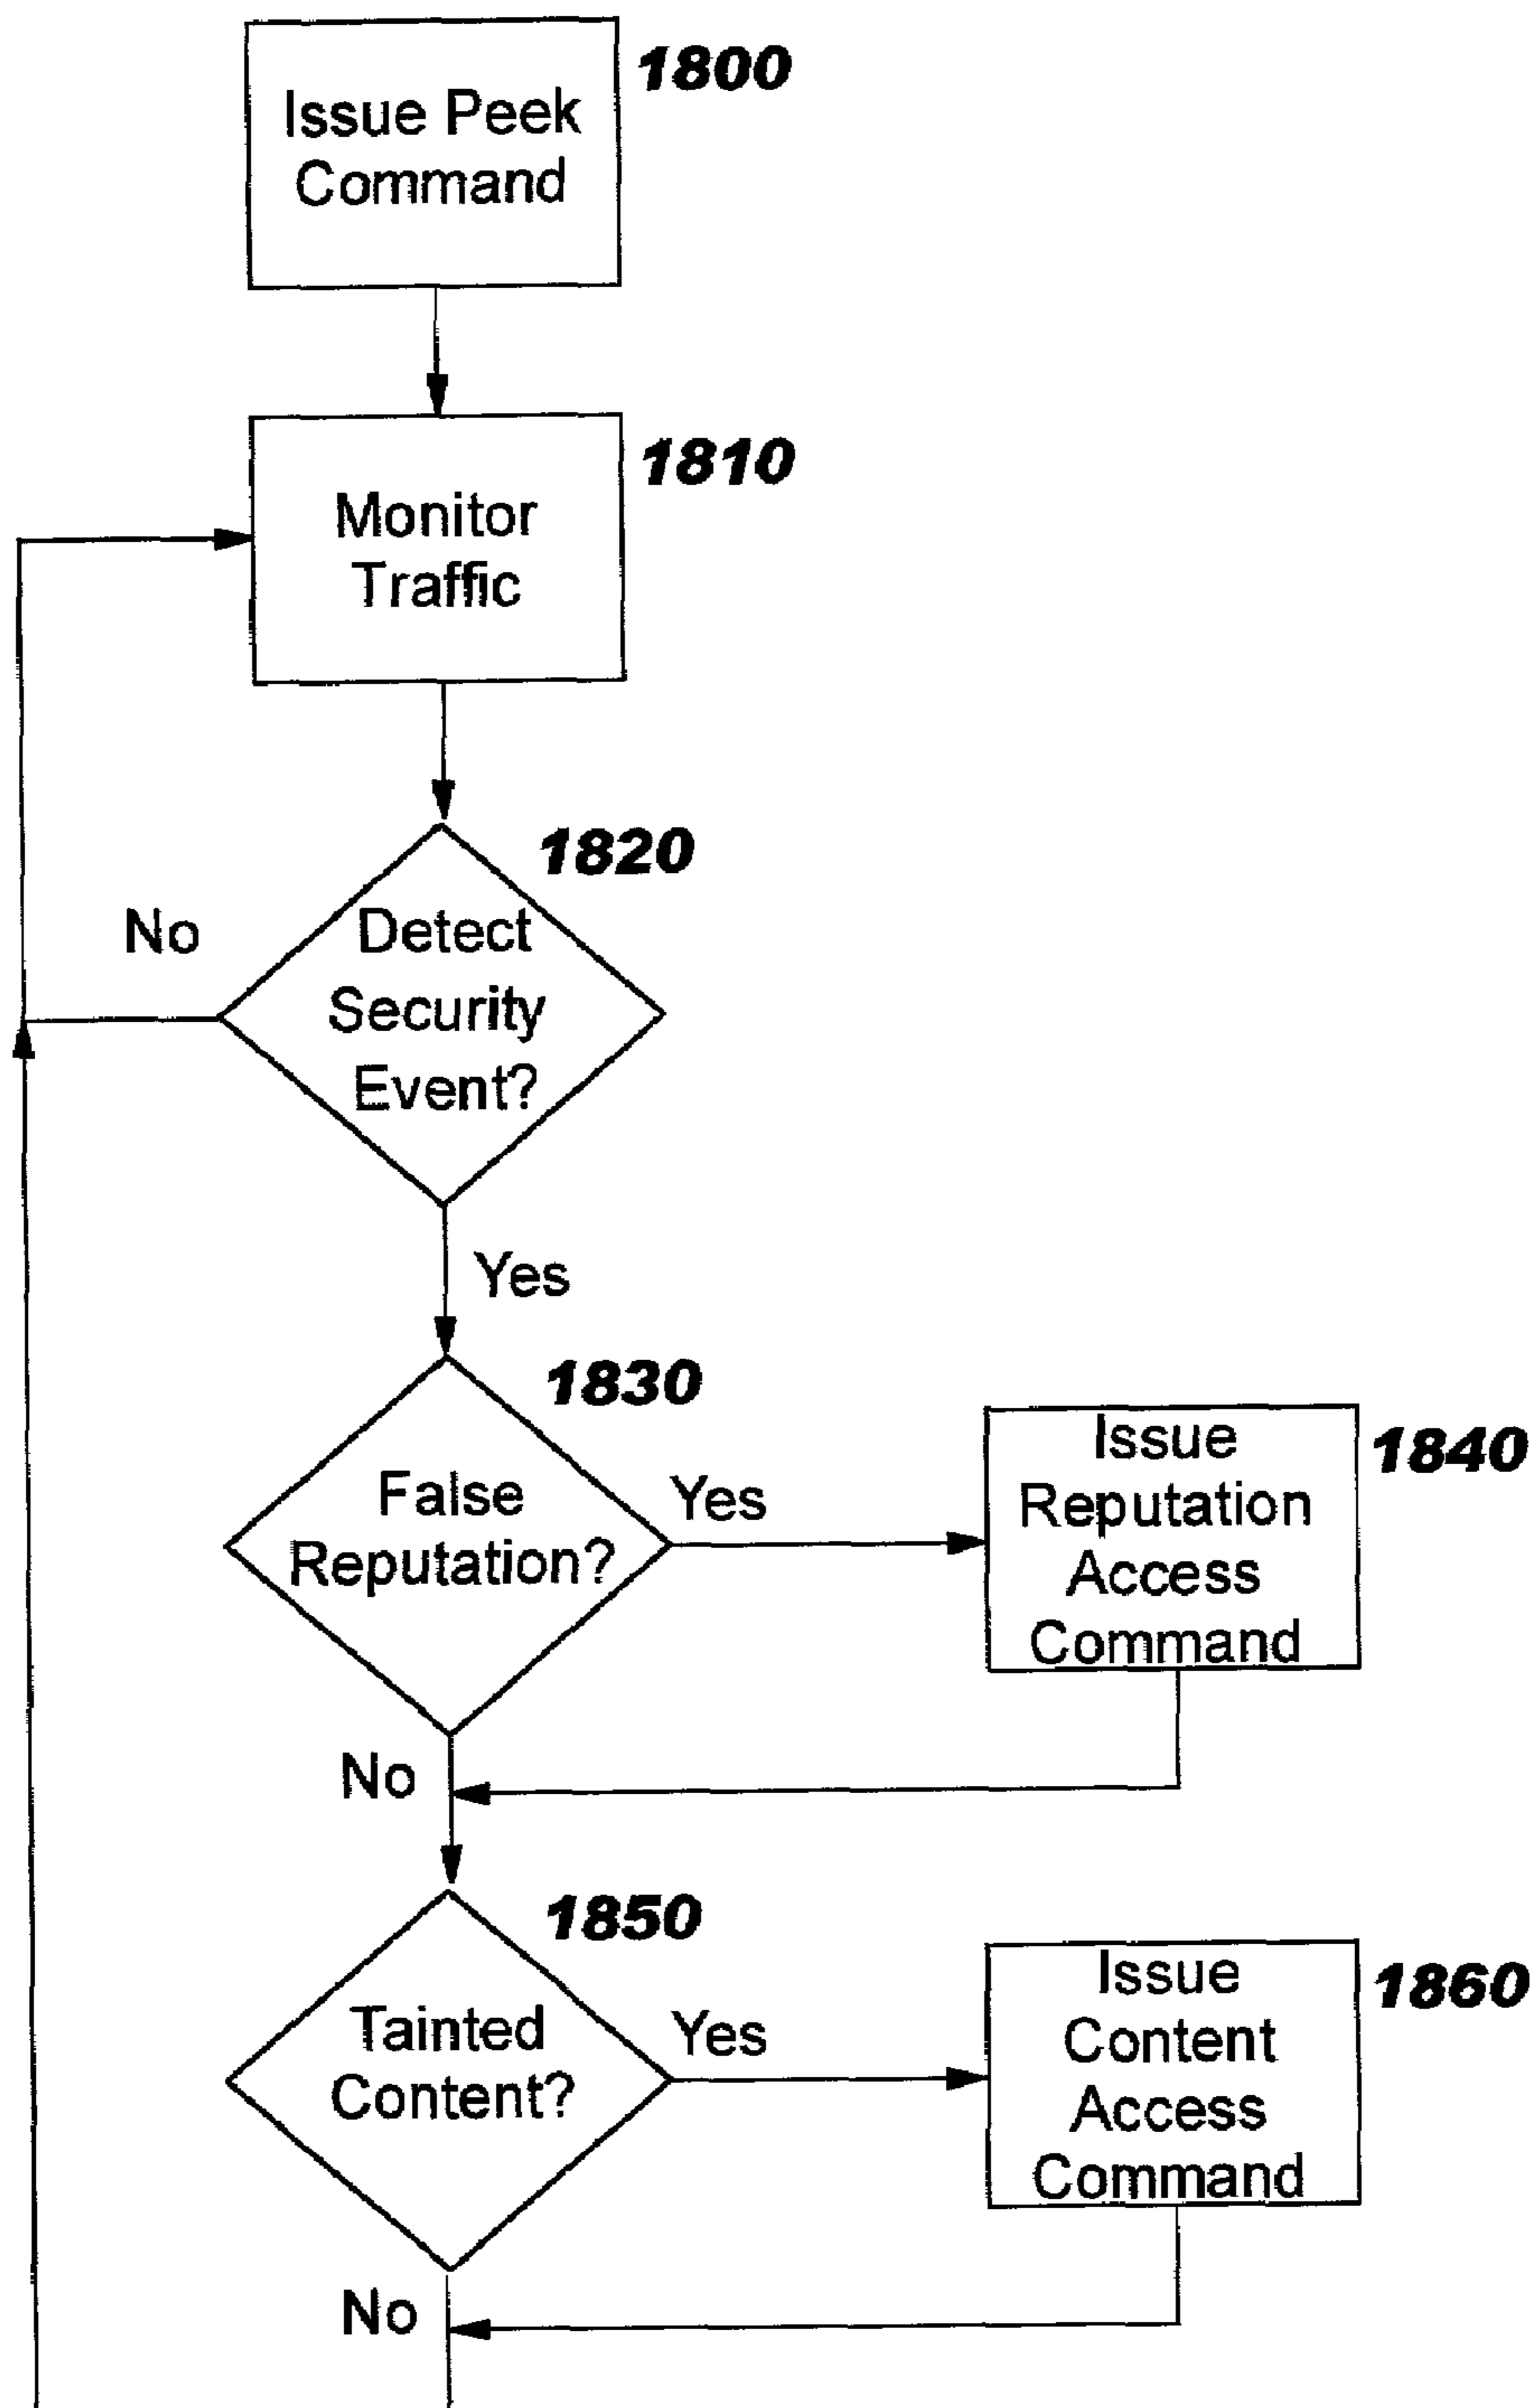 Issue Peek
Command
1800
Monitor
Traffic
1810
1820
No
Detect
Security
Event?
Yes
1830
False
Reputation?
Yes
Issue
Reputation
Access
Command
1840
No
1850
Tainted
Content?
Yes
Issue
Content
Access
Command
1860
No